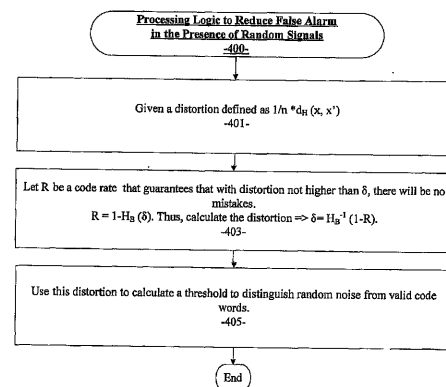 Processing Logic to Reduce False Alarm
in the Presence of Random Signals
-400-
Given a distortion defined as 1/n *dH (x, x')
-401-
Let R be a code rate that guarantees that with distortion not higher than δ, there will be no
mistakes.
R = 1-HB (δ). Thus, calculate the distortion => δ= HB-1 (1-R).
-403-
Use this distortion to calculate a threshold to distinguish random noise from valid code
words.
-405-
End